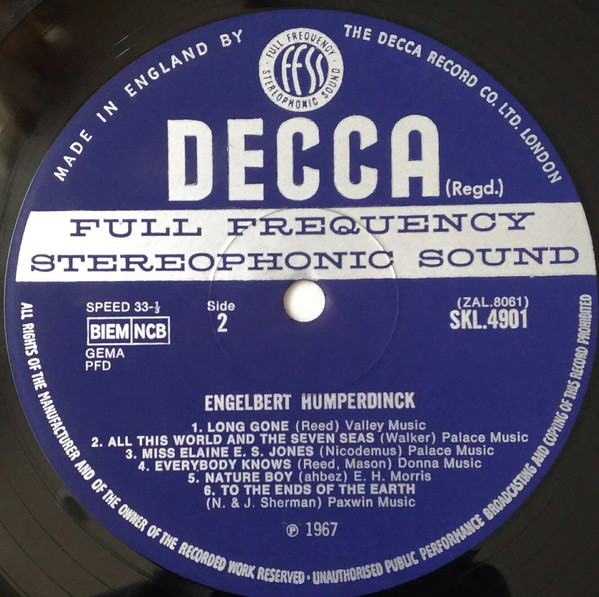 MADE IN ENGLAND BY
THE DECCA RECORD CO. LTD. LONDON
· FULL FREQUENCY ·
ffss
STEREOPHONIC SOUND
DECCA (Regd.)
FULL FREQUENCY
STEREOPHONIC SOUND
SPEED 33-⅓
BIEM NCB
GEMA
PFD
Side
2
(ZAL.8061)
SKL.4901
ENGELBERT HUMPERDINCK
1. LONG GONE (Reed) Valley Music
2. ALL THIS WORLD AND THE SEVEN SEAS (Walker) Palace Music
3. MISS ELAINE E. S. JONES (Nicodemus) Palace Music
4. EVERYBODY KNOWS (Reed, Mason) Donna Music
5. NATURE BOY (ahbez) E. H. Morris
6. TO THE ENDS OF THE EARTH
(N. & J. Sherman) Paxwin Music
℗ 1967
ALL RIGHTS OF THE MANUFACTURER AND OF THE OWNER OF THE RECORDED WORK RESERVED · UNAUTHORISED PUBLIC PERFORMANCE BROADCASTING AND COPYING OF THIS RECORD PROHIBITED